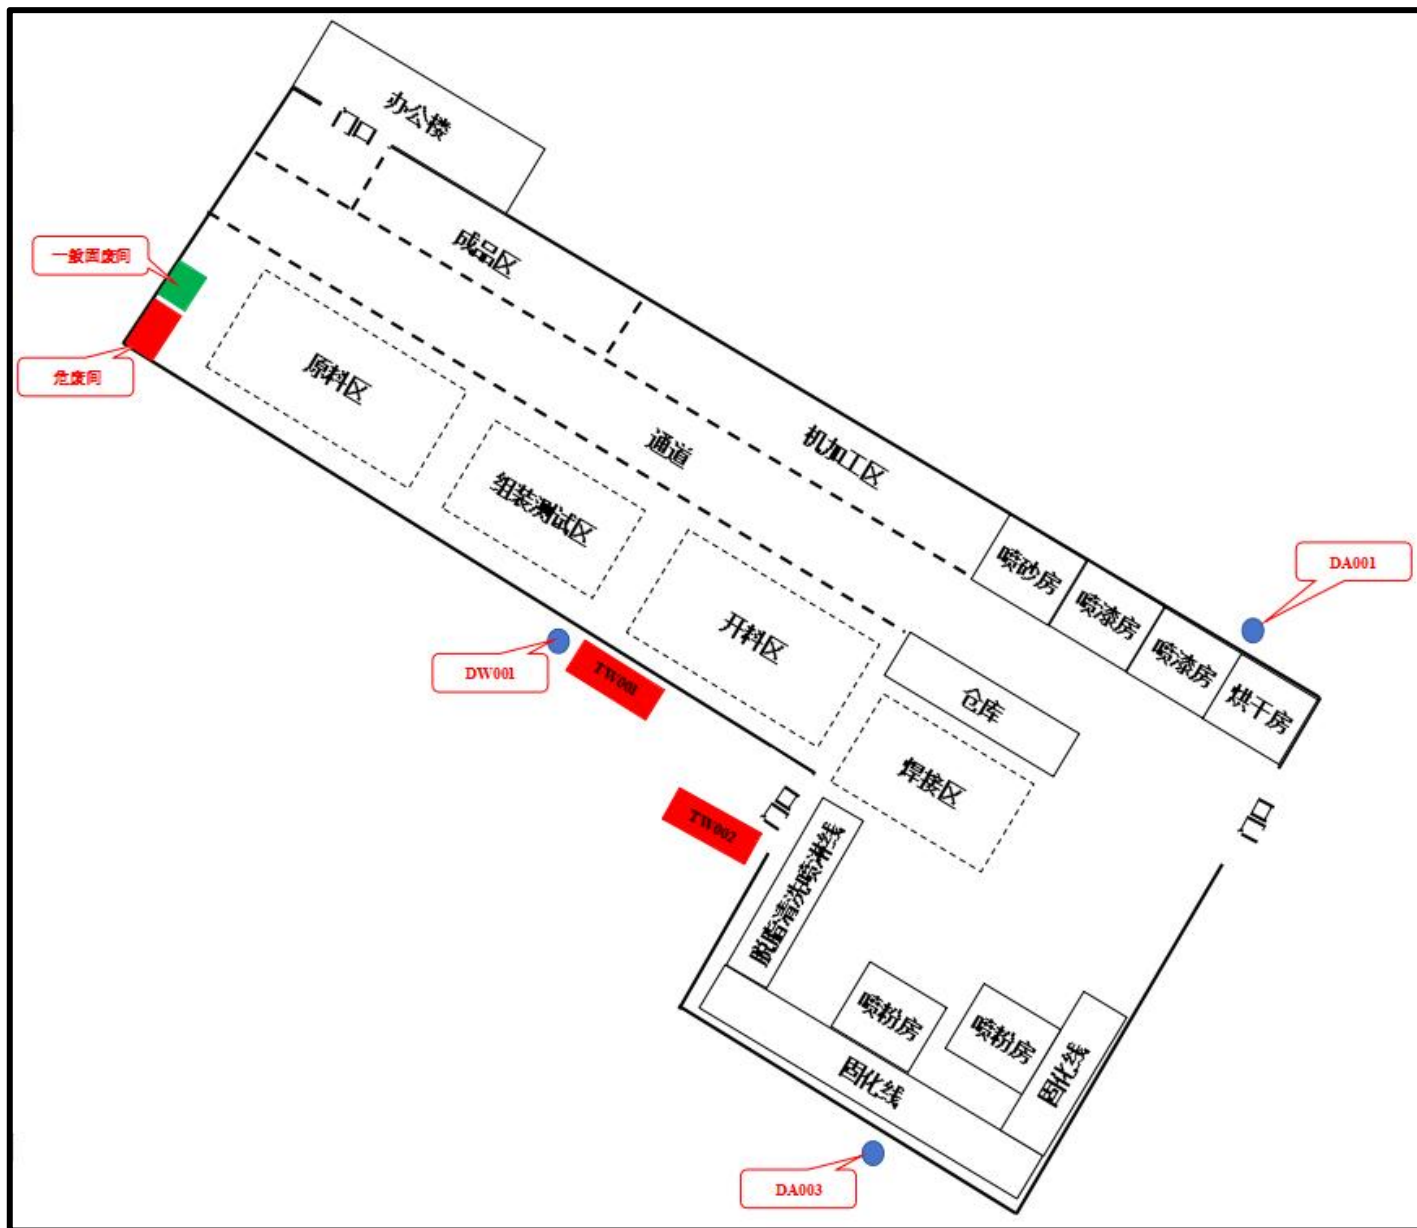 办公楼
门口
成品区
一般固废间
危废间
原料区
通道
机加工区
组装测试区
喷砂房
喷漆房
喷漆房
烘干房
DA001
开料区
DW001
TW001
仓库
焊接区
TW002
门口
门口
脱脂清洗喷淋线
喷粉房
喷粉房
固化线
固化线
DA003